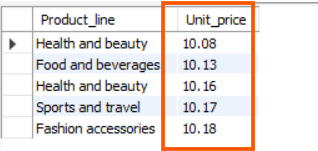 Product_line Unit_price
Health and beauty 10.08
Food and beverages 10.13
Health and beauty 10.16
Sports and travel 10.17
Fashion accessories 10.18